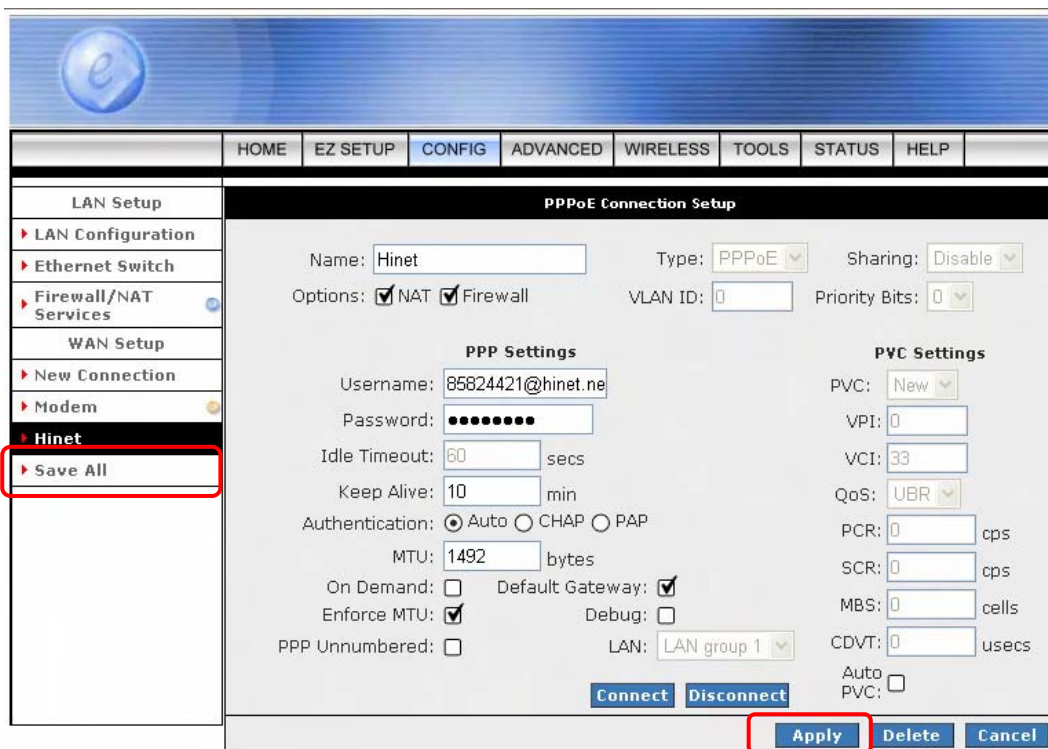 e
HOME EZ SETUP CONFIG ADVANCED WIRELESS TOOLS STATUS HELP
LAN Setup
LAN Configuration
Ethernet Switch
Firewall/NAT
Services
WAN Setup
New Connection
Modem
Hinet
Save All
PPPoE Connection Setup
Name: Hinet Type: PPPoE Sharing: Disable
Options: NAT Firewall VLAN ID: 0 Priority Bits: 0
PPP Settings
Username: 85824421@hinet.ne
Password: ●●●●●●●●
Idle Timeout: 60 secs
Keep Alive: 10 min
Authentication: Auto CHAP PAP
MTU: 1492 bytes
On Demand: Default Gateway:
Enforce MTU: Debug:
PPP Unnumbered: LAN: LAN group 1
Connect Disconnect
PVC Settings
PVC: New
VPI: 0
VCI: 33
QoS: UBR
PCR: 0 cps
SCR: 0 cps
MBS: 0 cells
CDVT: 0 usecs
Auto
PVC:
Apply Delete Cancel